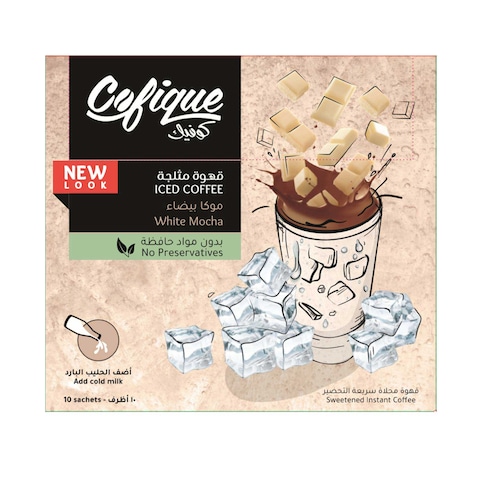 Cofique
كوفيك
NEW
LOOK
قهوة مثلجة
ICED COFFEE
موكا بيضاء
White Mocha
بدون مواد حافظة
No Preservatives
أضف الحليب البارد
Add cold milk
10 sachets - ١٠ أظرف
قهوة محلاة سريعة التحضير
Sweetened Instant Coffee